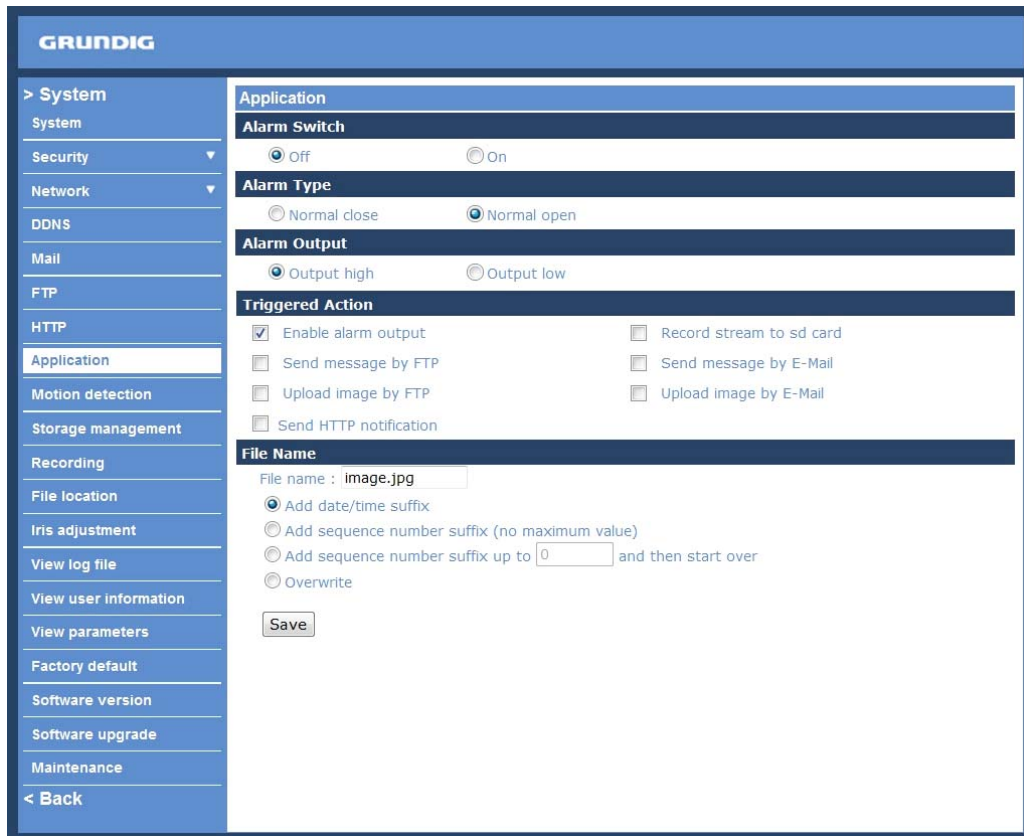 GRUNDIG
> System
System
Security
Network
DDNS
Mail
FTP
HTTP
Application
Motion detection
Storage management
Recording
File location
Iris adjustment
View log file
View user information
View parameters
Factory default
Software version
Software upgrade
Maintenance
< Back
Application
Alarm Switch
Off On
Alarm Type
Normal close Normal open
Alarm Output
Output high Output low
Triggered Action
Enable alarm output Record stream to sd card
Send message by FTP Send message by E-Mail
Upload image by FTP Upload image by E-Mail
Send HTTP notification
File Name
File name : image.jpg
Add date/time suffix
Add sequence number suffix (no maximum value)
Add sequence number suffix up to 0 and then start over
Overwrite
Save